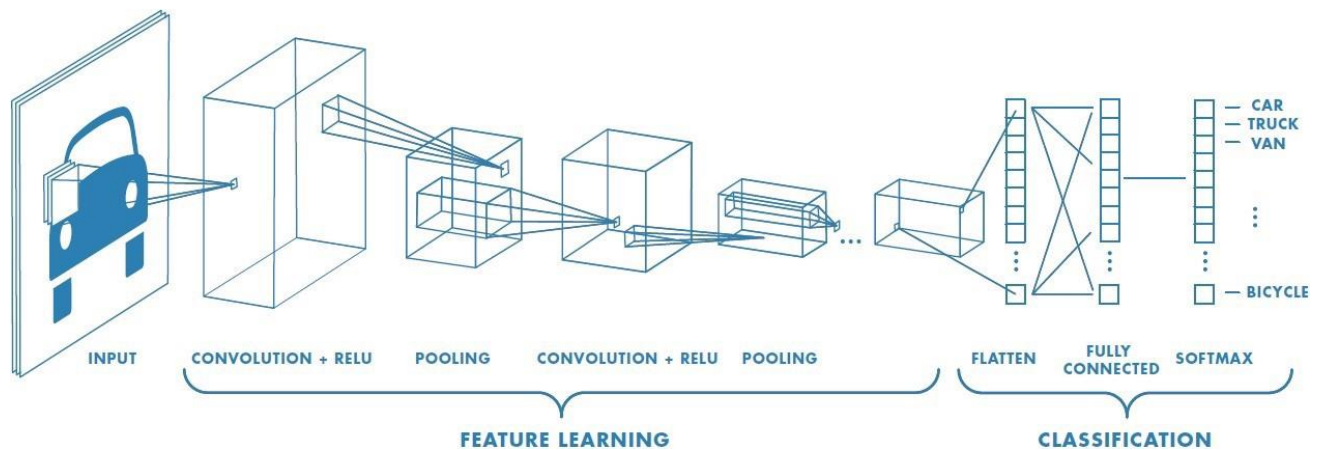 CAR
TRUCK
VAN
BICYCLE
INPUT
CONVOLUTION + RELU
POOLING
CONVOLUTION + RELU
POOLING
FLATTEN
FULLY
CONNECTED
SOFTMAX
FEATURE LEARNING
CLASSIFICATION